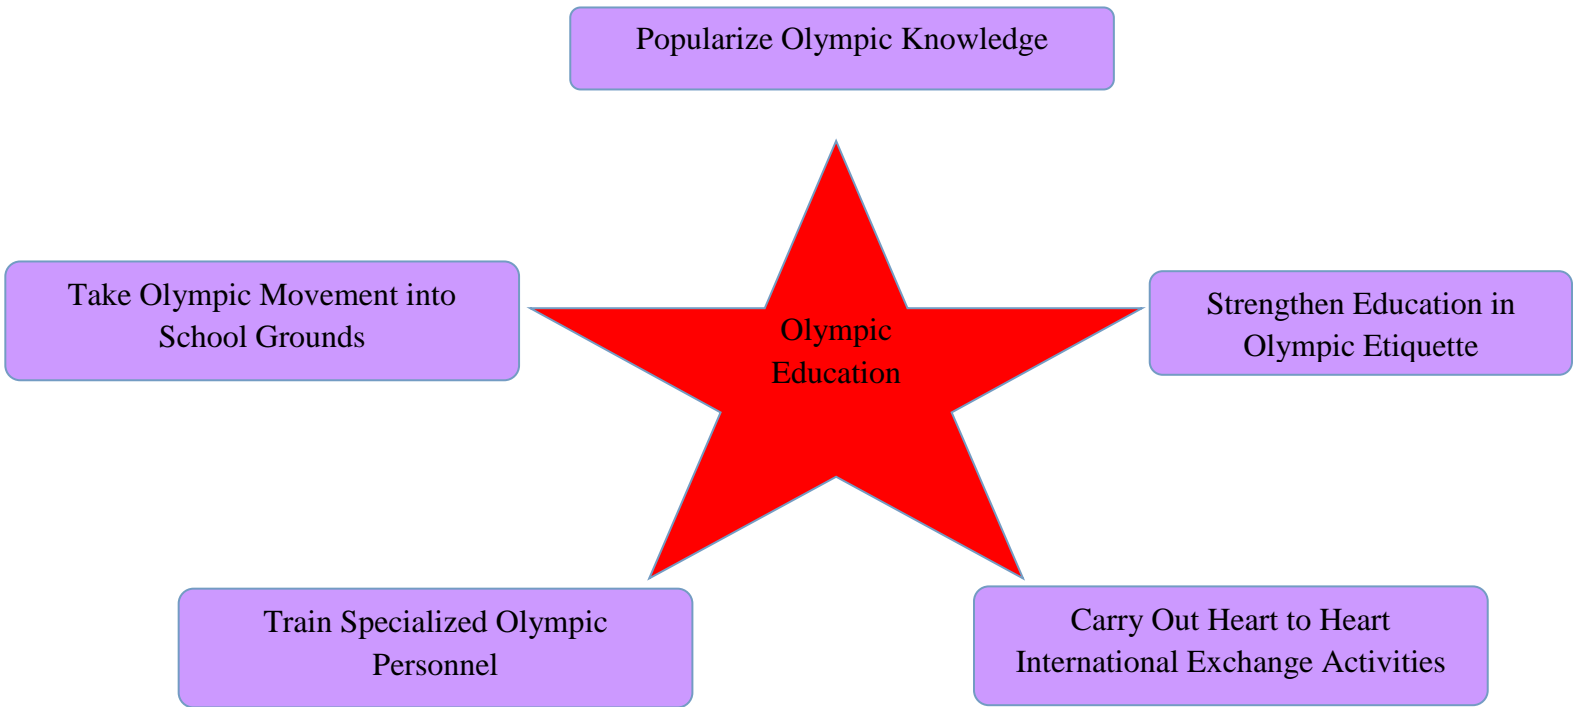 Popularize Olympic Knowledge
Take Olympic Movement into
School Grounds
Olympic
Education
Strengthen Education in
Olympic Etiquette
Train Specialized Olympic
Personnel
Carry Out Heart to Heart
International Exchange Activities